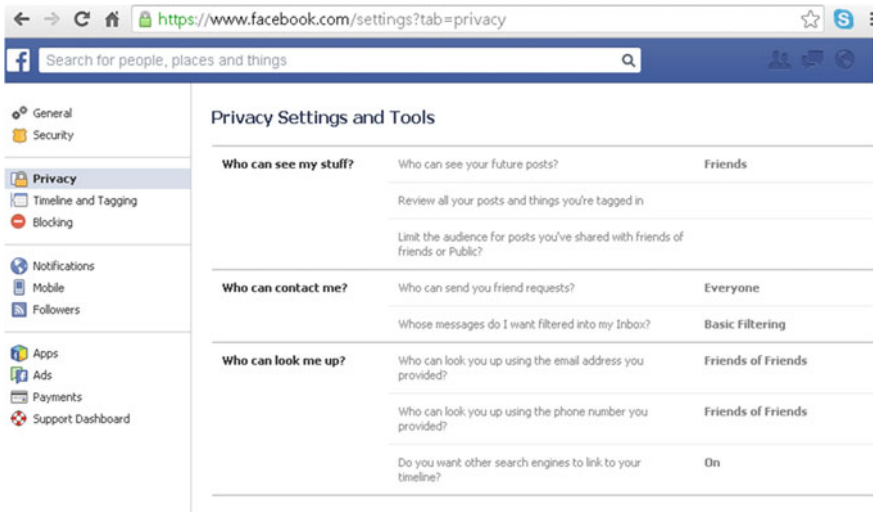 https://www.facebook.com/settings?tab=privacy
f
Search for people, places and things
General
Security
Privacy
Timeline and Tagging
Blocking
Notifications
Mobile
Followers
Apps
Ads
Payments
Support Dashboard
Privacy Settings and Tools
Who can see my stuff? Who can see your future posts? Friends
Review all your posts and things you're tagged in
Limit the audience for posts you've shared with friends of
friends or Public?
Who can contact me? Who can send you friend requests? Everyone
Whose messages do I want filtered into my Inbox? Basic Filtering
Who can look me up? Who can look you up using the email address you Friends of Friends
provided?
Who can look you up using the phone number you Friends of Friends
provided?
Do you want other search engines to link to your On
timeline?